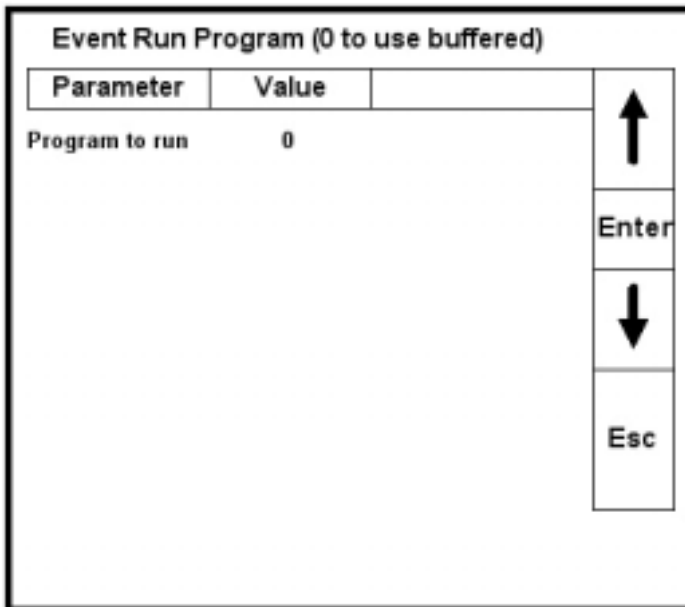 Event Run Program (0 to use buffered)
Parameter Value
Program to run 0
Enter
Esc